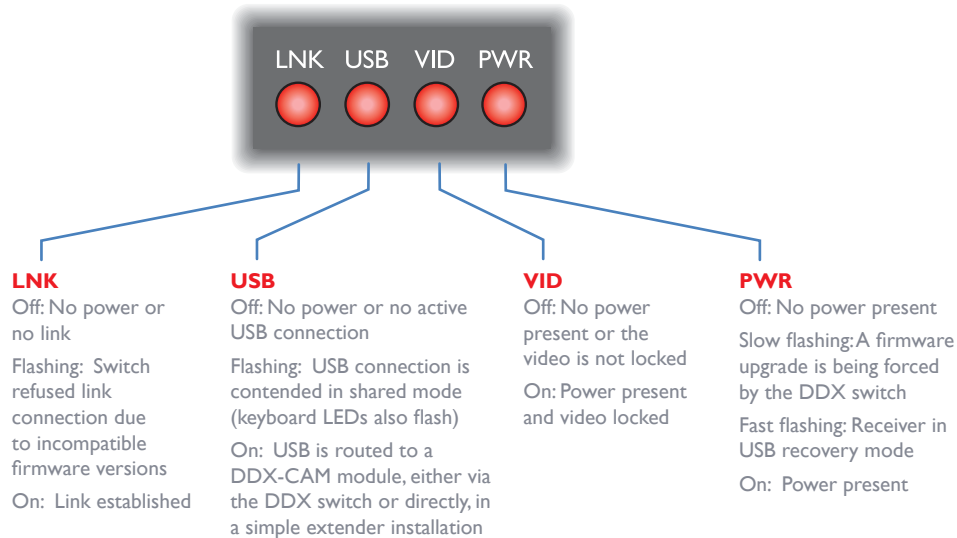 LNK USB VID PWR
LNK
Off: No power or
no link
Flashing: Switch
refused link
connection due
to incompatible
firmware versions
On: Link established
USB
Off: No power or no active
USB connection
Flashing: USB connection is
contended in shared mode
(keyboard LEDs also flash)
On: USB is routed to a
DDX-CAM module, either via
the DDX switch or directly, in
a simple extender installation
VID
Off: No power
present or the
video is not locked
On: Power present
and video locked
PWR
Off: No power present
Slow flashing: A firmware
upgrade is being forced
by the DDX switch
Fast flashing: Receiver in
USB recovery mode
On: Power present